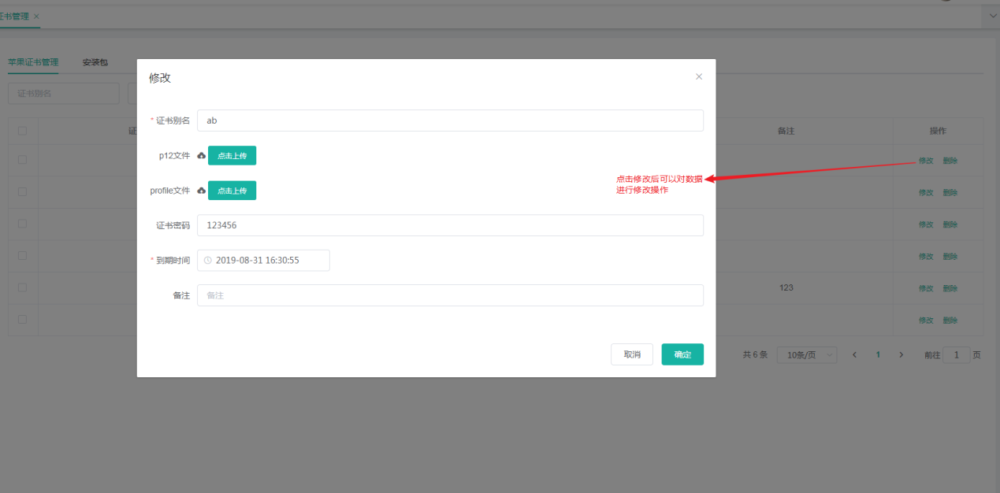 证书管理 ×
苹果证书管理 安装包
证书别名
修改
* 证书别名 ab
p12文件 点击上传
profile文件 点击上传
证书密码 123456
* 到期时间 2019-08-31 16:30:55
备注 备注
取消 确定
点击修改后可以对数据
进行修改操作
证 备注 操作
修改 删除
修改 删除
修改 删除
修改 删除
123 修改 删除
修改 删除
共 6 条 10条/页 1 前往 1 页